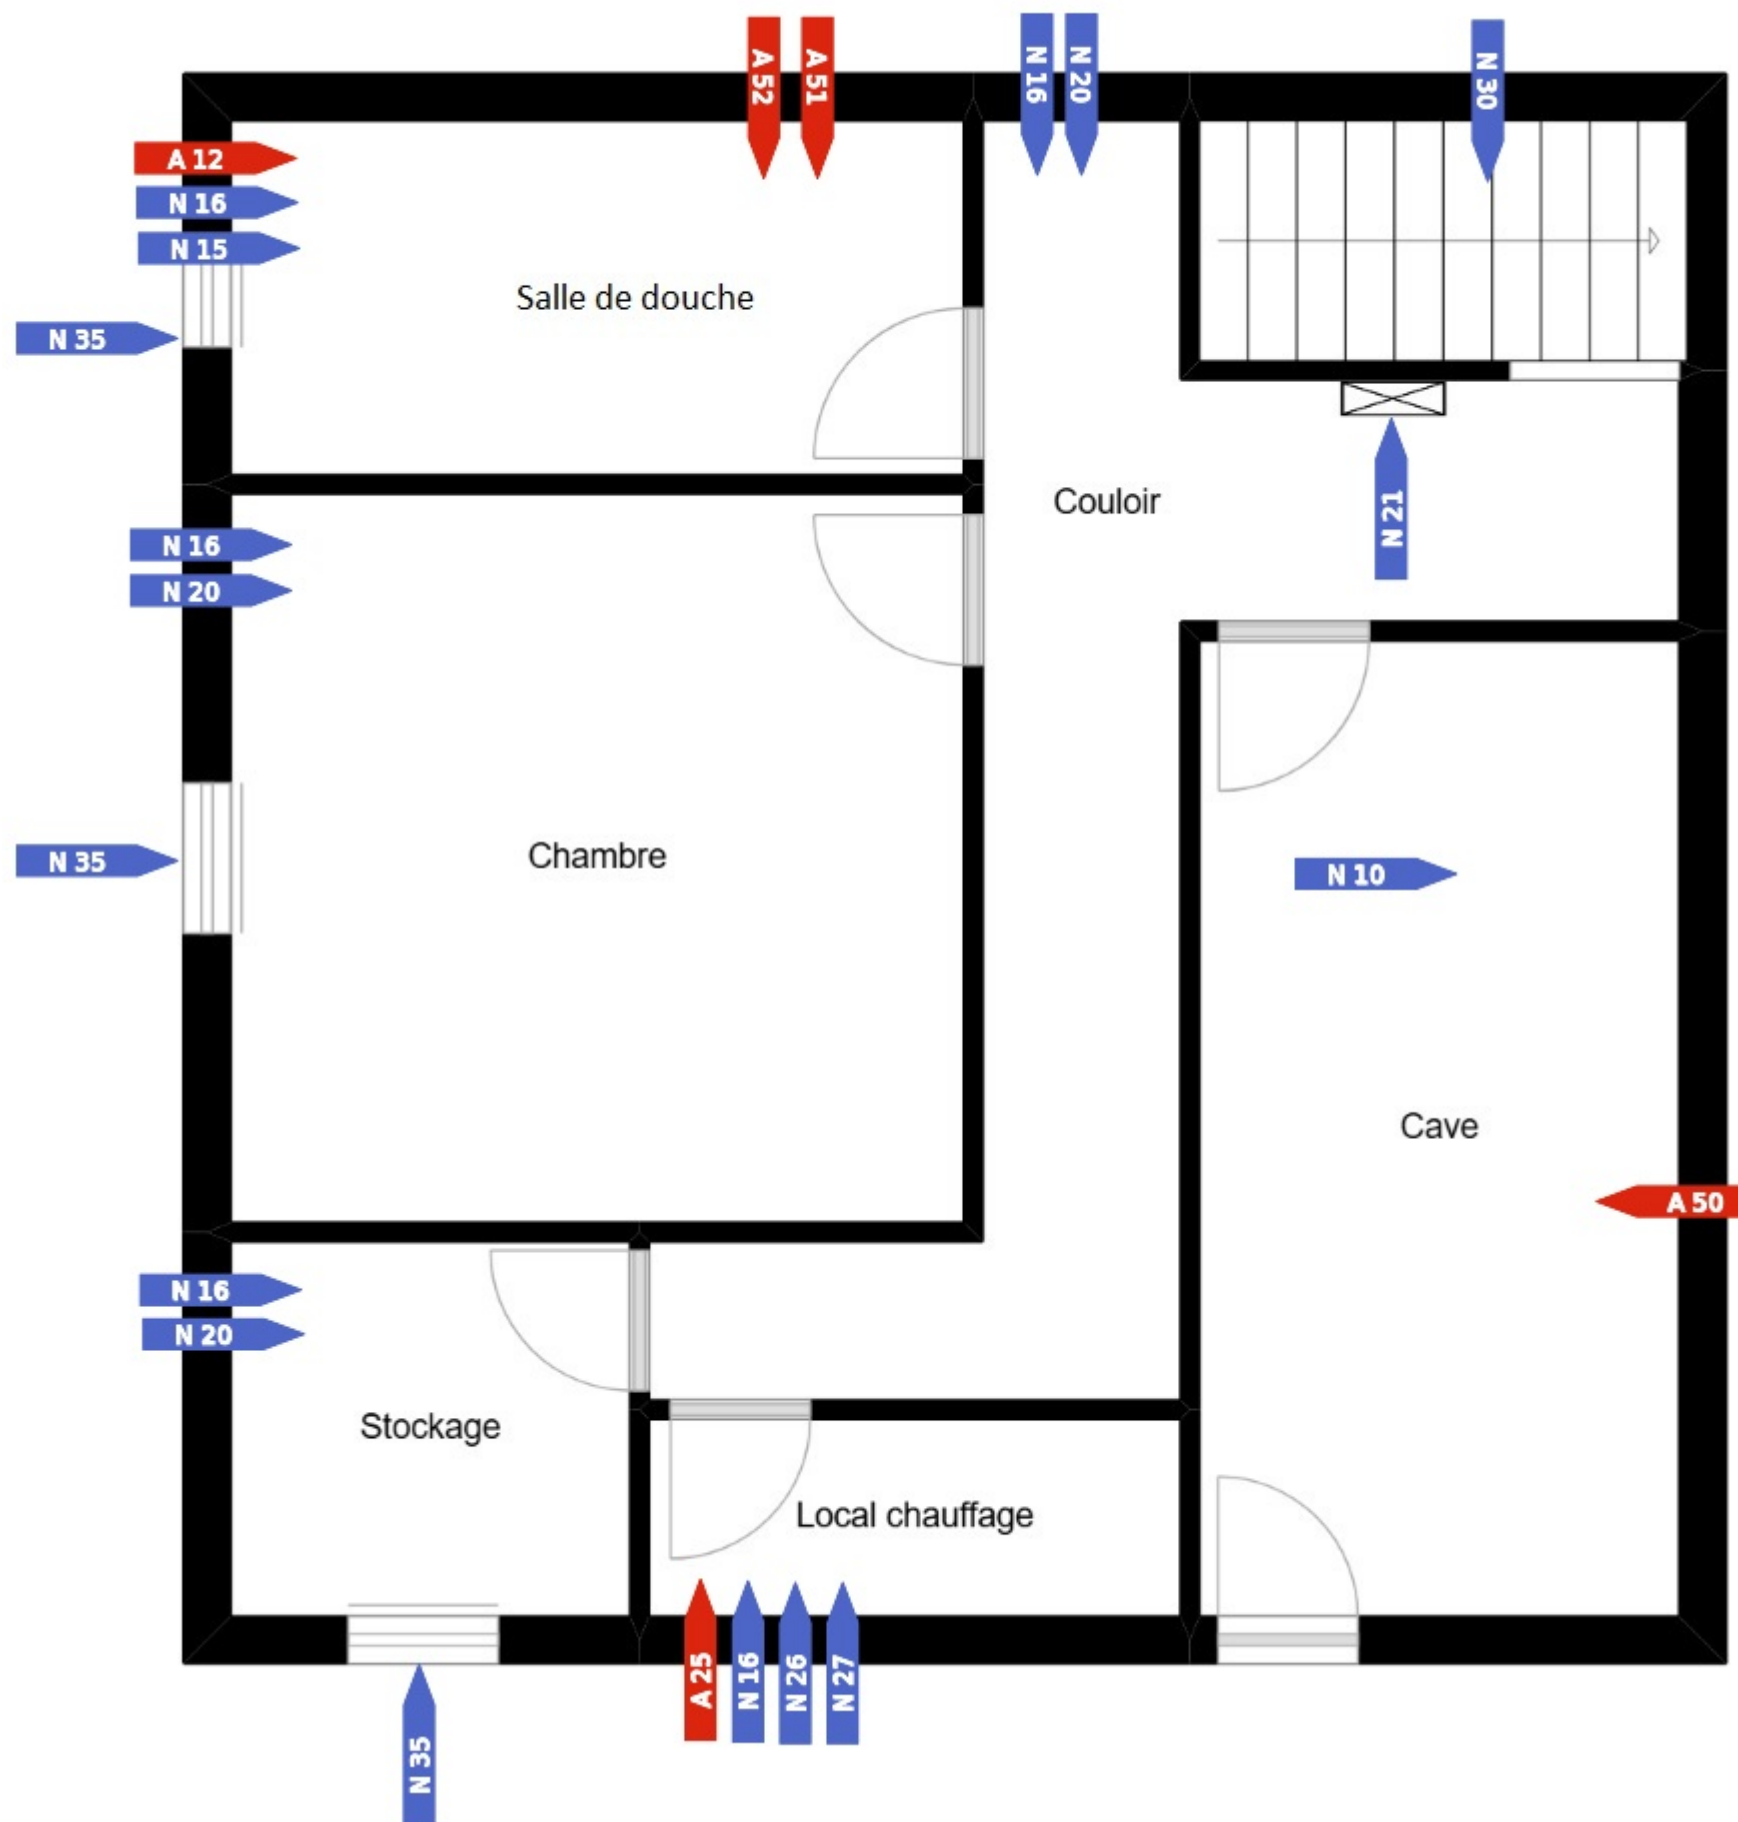 A 52
A 51
N 16
N 20
N 30
A 12
N 16
N 15
Salle de douche
N 35
Couloir
N 21
N 16
N 20
Chambre
N 35
N 10
Cave
A 50
N 16
N 20
Stockage
Local chauffage
A 25
N 16
N 26
N 27
N 35